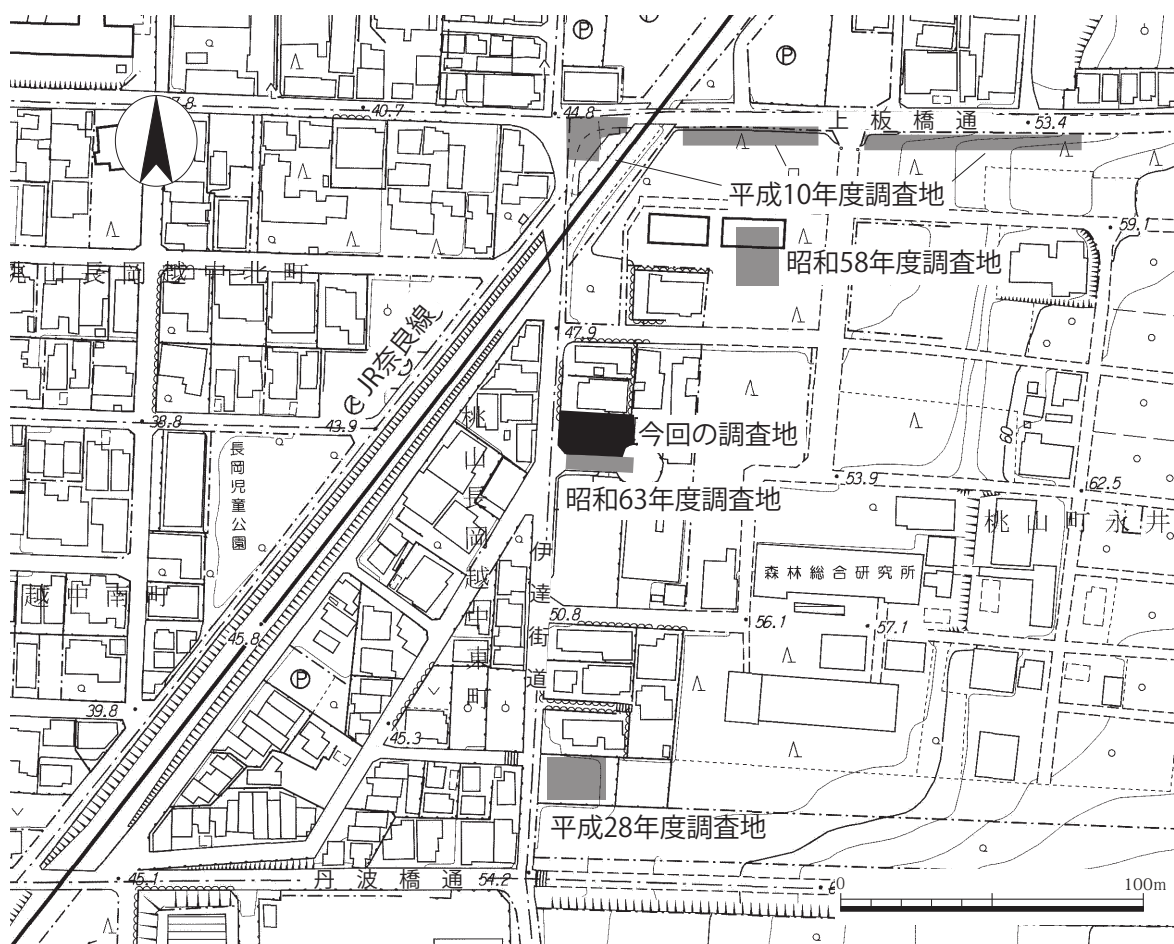 Ⓟ
Ⓟ
40.7
44.8
上板橋通
53.4
平成10年度調査地
59.7
昭和58年度調査地
山長岡越中北町
47.9
JR奈良線
38.8
43.9
今回の調査地
長岡児童公園
桃山長岡越中東町
53.9
62.5
昭和63年度調査地
桃山町永井
伊達街道
森林総合研究所
越中南町
50.8
56.1
57.1
45.8
Ⓟ
39.8
45.3
平成28年度調査地
45.1
丹波橋通
54.2
0
100m
60